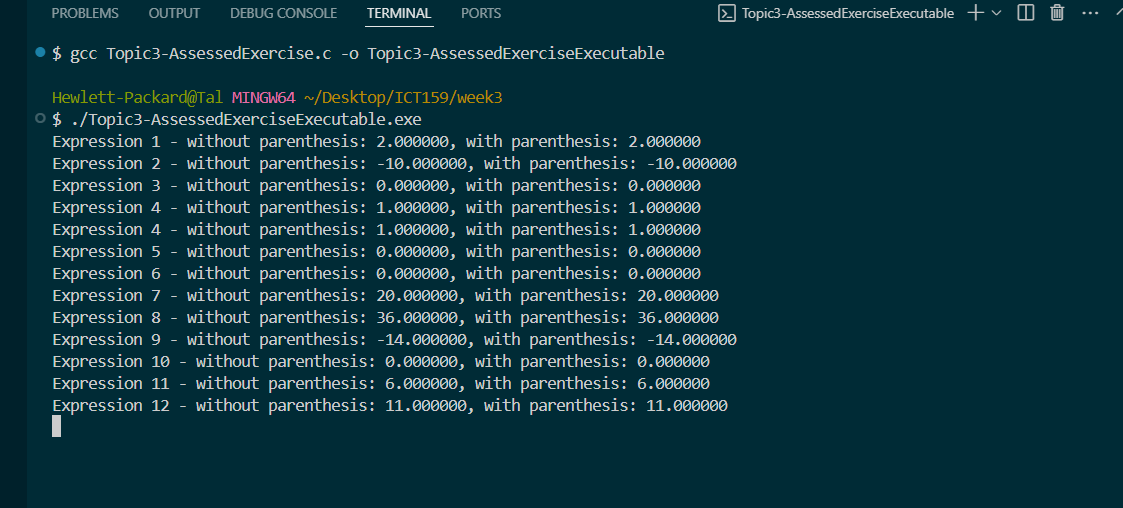 PROBLEMS OUTPUT DEBUG CONSOLE TERMINAL PORTS Topic3-AssessedExerciseExecutable
$ gcc Topic3-AssessedExercise.c -o Topic3-AssessedExerciseExecutable
Hewlett-Packard@Tal MINGW64 ~/Desktop/ICT159/week3
$ ./Topic3-AssessedExerciseExecutable.exe
Expression 1 - without parenthesis: 2.000000, with parenthesis: 2.000000
Expression 2 - without parenthesis: -10.000000, with parenthesis: -10.000000
Expression 3 - without parenthesis: 0.000000, with parenthesis: 0.000000
Expression 4 - without parenthesis: 1.000000, with parenthesis: 1.000000
Expression 4 - without parenthesis: 1.000000, with parenthesis: 1.000000
Expression 5 - without parenthesis: 0.000000, with parenthesis: 0.000000
Expression 6 - without parenthesis: 0.000000, with parenthesis: 0.000000
Expression 7 - without parenthesis: 20.000000, with parenthesis: 20.000000
Expression 8 - without parenthesis: 36.000000, with parenthesis: 36.000000
Expression 9 - without parenthesis: -14.000000, with parenthesis: -14.000000
Expression 10 - without parenthesis: 0.000000, with parenthesis: 0.000000
Expression 11 - without parenthesis: 6.000000, with parenthesis: 6.000000
Expression 12 - without parenthesis: 11.000000, with parenthesis: 11.000000